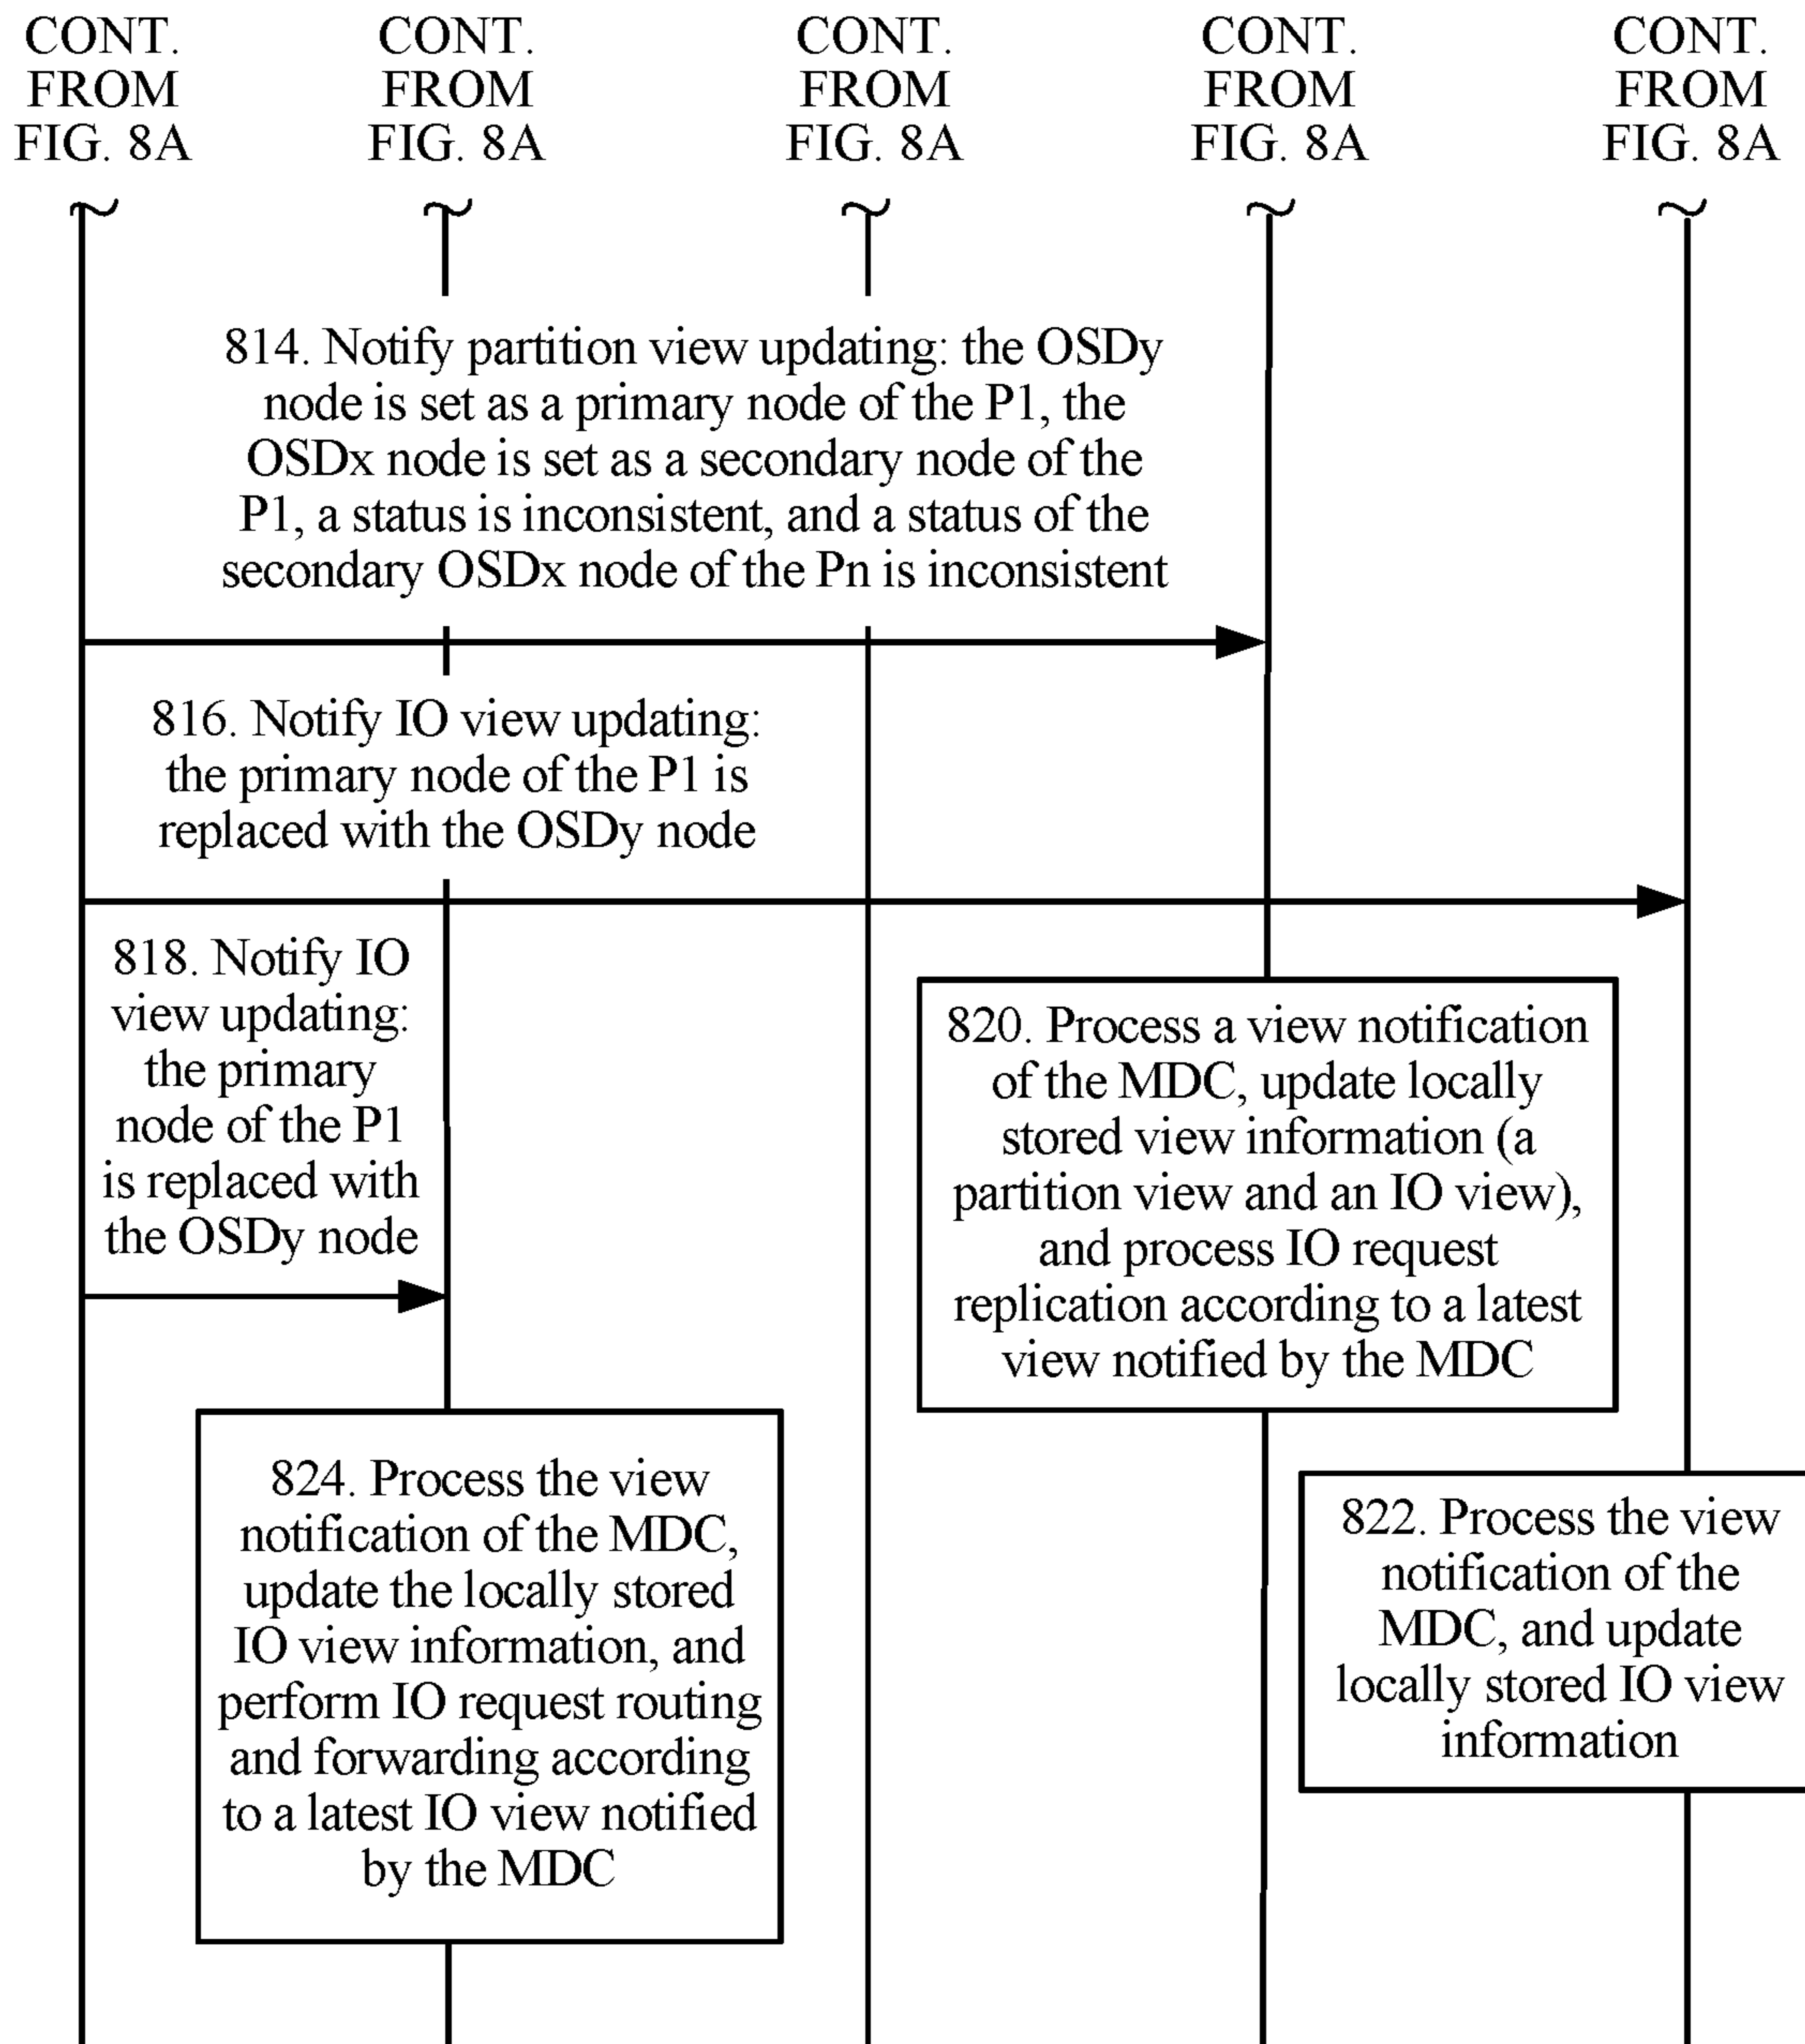 CONT.
FROM
FIG. 8A
CONT.
FROM
FIG. 8A
CONT.
FROM
FIG. 8A
CONT.
FROM
FIG. 8A
CONT.
FROM
FIG. 8A
814. Notify partition view updating: the OSDy
node is set as a primary node of the P1, the
OSDx node is set as a secondary node of the
P1, a status is inconsistent, and a status of the
secondary OSDx node of the Pn is inconsistent
816. Notify IO view updating:
the primary node of the P1 is
replaced with the OSDy node
818. Notify IO
view updating:
the primary
node of the P1
is replaced with
the OSDy node
820. Process a view notification
of the MDC, update locally
stored view information (a
partition view and an IO view),
and process IO request
replication according to a latest
view notified by the MDC
824. Process the view
notification of the MDC,
update the locally stored
IO view information, and
perform IO request routing
and forwarding according
to a latest IO view notified
by the MDC
822. Process the view
notification of the
MDC, and update
locally stored IO view
information